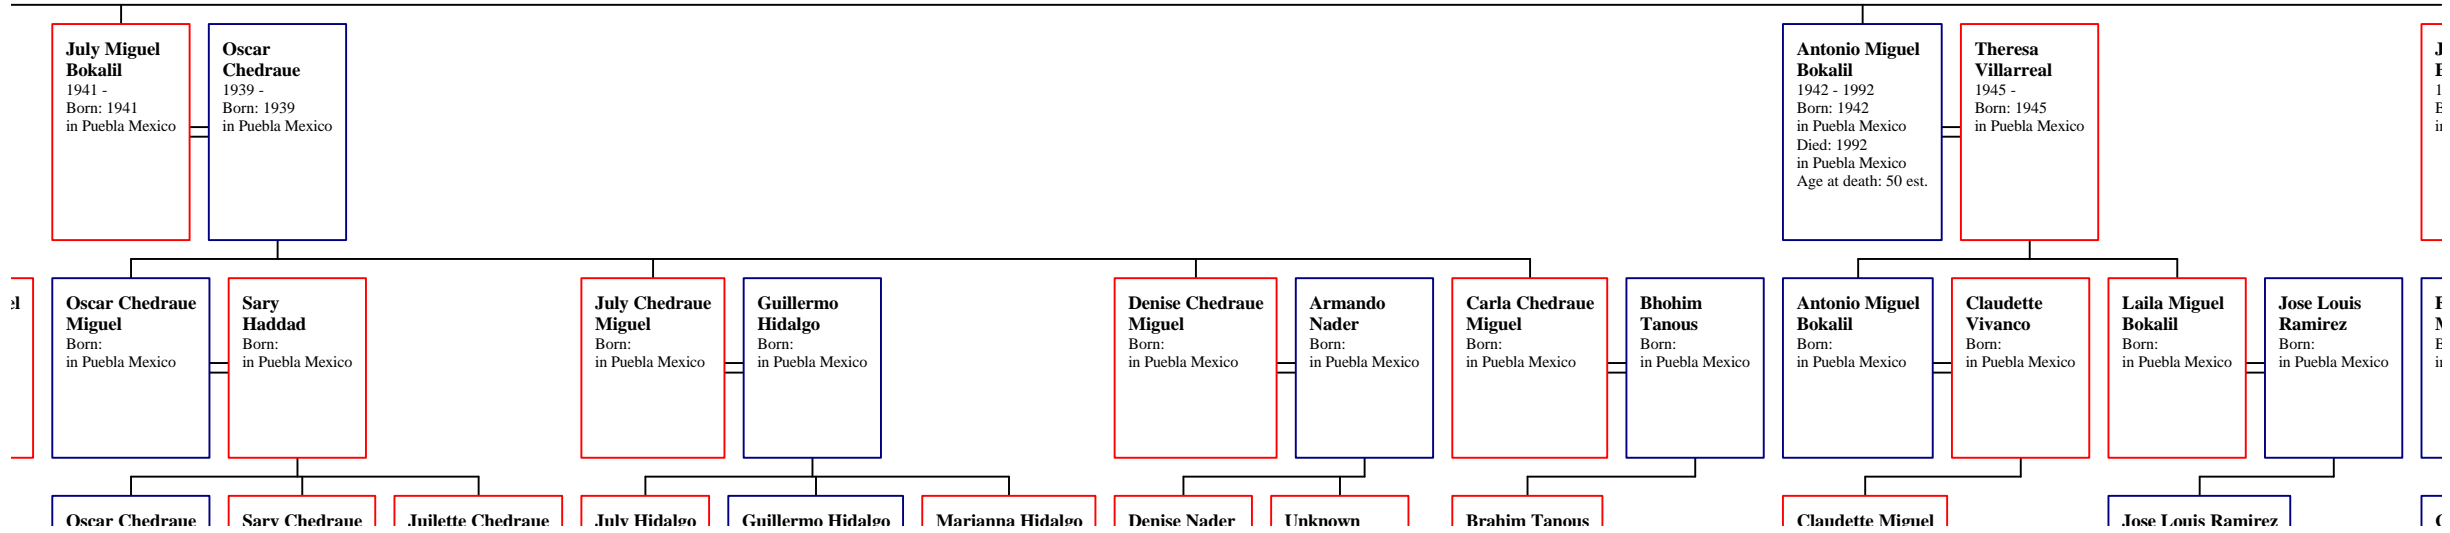 July Miguel
Bokalil
1941 -
Born: 1941
in Puebla Mexico
Oscar
Chedraue
1939 -
Born: 1939
in Puebla Mexico
Antonio Miguel
Bokalil
1942 - 1992
Born: 1942
in Puebla Mexico
Died: 1992
in Puebla Mexico
Age at death: 50 est.
Theresa
Villarreal
1945 -
Born: 1945
in Puebla Mexico
Oscar Chedraue
Miguel
Born:
in Puebla Mexico
Sary
Haddad
Born:
in Puebla Mexico
July Chedraue
Miguel
Born:
in Puebla Mexico
Guillermo
Hidalgo
Born:
in Puebla Mexico
Denise Chedraue
Miguel
Born:
in Puebla Mexico
Armando
Nader
Born:
in Puebla Mexico
Carla Chedraue
Miguel
Born:
in Puebla Mexico
Bhohim
Tanous
Born:
in Puebla Mexico
Antonio Miguel
Bokalil
Born:
in Puebla Mexico
Claudette
Vivanco
Born:
in Puebla Mexico
Laila Miguel
Bokalil
Born:
in Puebla Mexico
Jose Louis
Ramirez
Born:
in Puebla Mexico
Oscar Chedraue
Sary Chedraue
Juilette Chedraue
July Hidalgo
Guillermo Hidalgo
Marianna Hidalgo
Denise Nader
Unknown
Brahim Tanous
Claudette Miguel
Jose Louis Ramirez